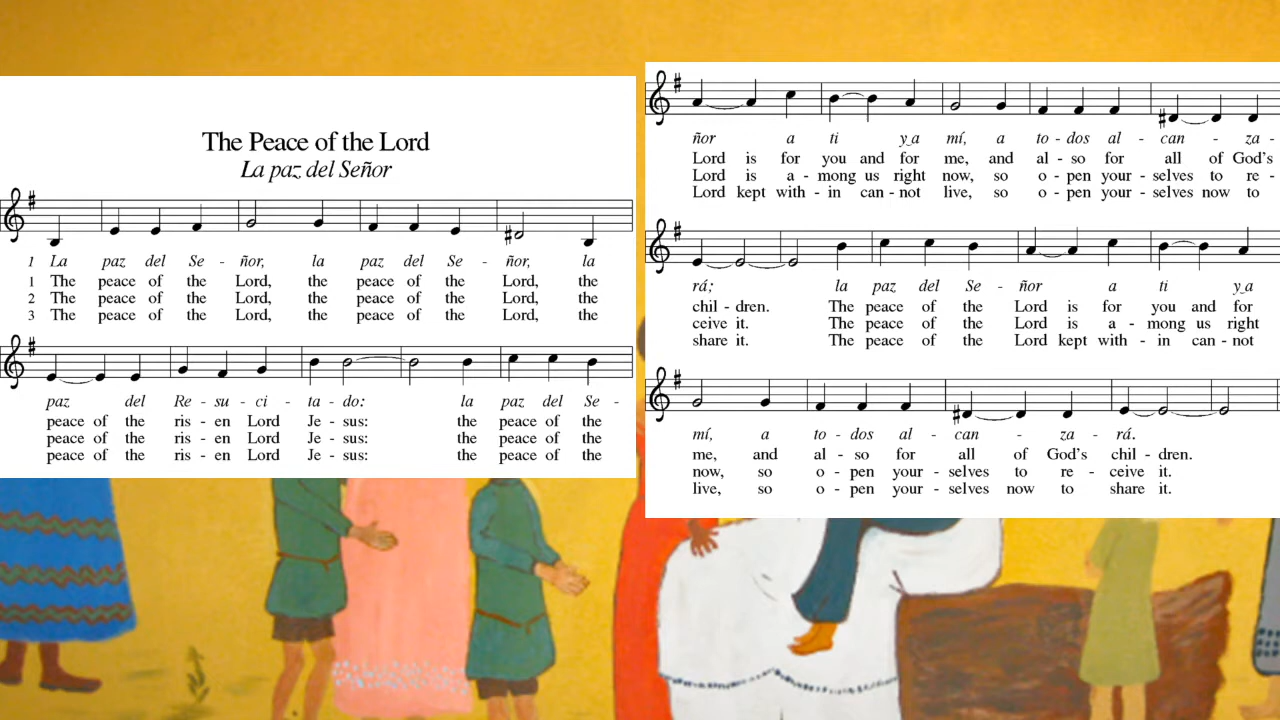 The Peace of the Lord
La paz del Señor
1 La paz del Se - ñor, la paz del Se - ñor, la
1 The peace of the Lord, the peace of the Lord, the
2 The peace of the Lord, the peace of the Lord, the
3 The peace of the Lord, the peace of the Lord, the
paz del Re - su - ci - ta - do: la paz del Se -
peace of the ris - en Lord Je - sus: the peace of the
peace of the ris - en Lord Je - sus: the peace of the
peace of the ris - en Lord Je - sus: the peace of the
ñor a ti y a mí, a to - dos al - can - za -
Lord is for you and for me, and al - so for all of God's
Lord is a - mong us right now, so o - pen your - selves to re -
Lord kept with - in can - not live, so o - pen your - selves now to
rá; la paz del Se - ñor a ti y a
chil - dren. The peace of the Lord is for you and for
ceive it. The peace of the Lord is a - mong us right
share it. The peace of the Lord kept with - in can - not
mí, a to - dos al - can - za - rá.
me, and al - so for all of God's chil - dren.
now, so o - pen your - selves to re - ceive it.
live, so o - pen your - selves now to share it.